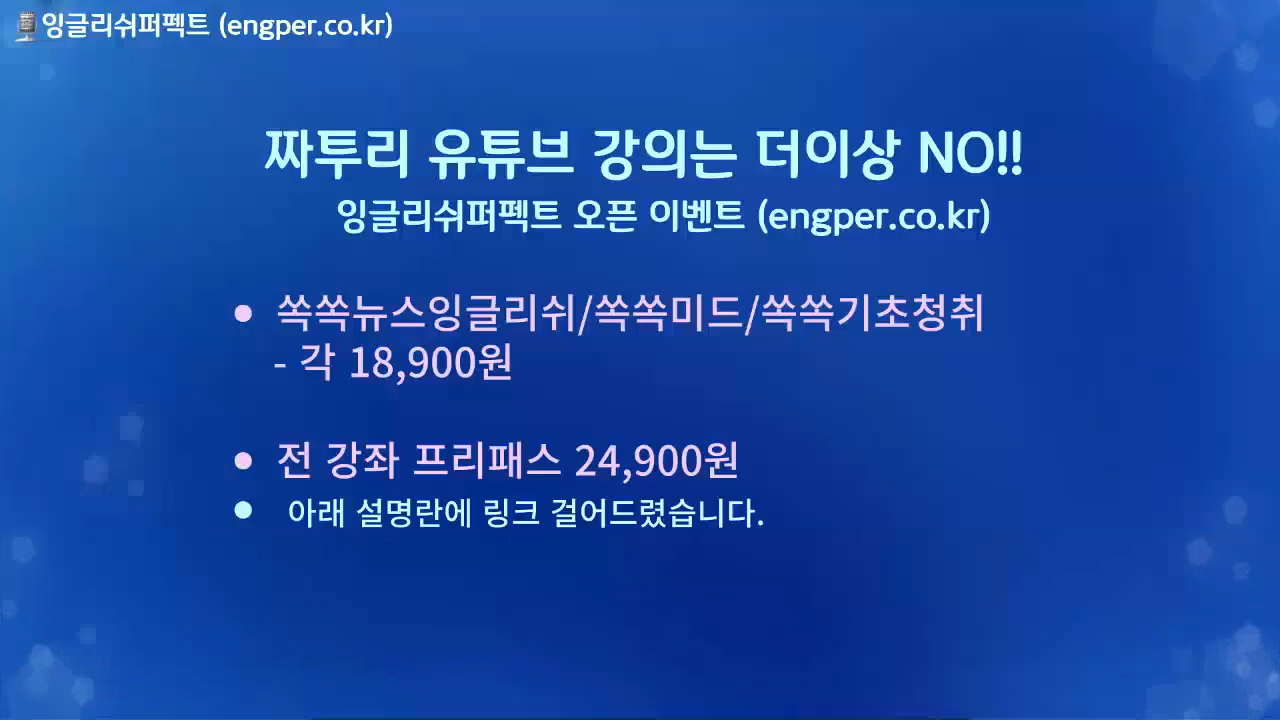 잉글리쉬퍼펙트 (engper.co.kr)
짜투리 유튜브 강의는 더이상 NO!!
잉글리쉬퍼펙트 오픈 이벤트 (engper.co.kr)
• 쏙쏙뉴스잉글리쉬/쏙쏙미드/쏙쏙기초청취
- 각 18,900원
• 전 강좌 프리패스 24,900원
• 아래 설명란에 링크 걸어드렸습니다.